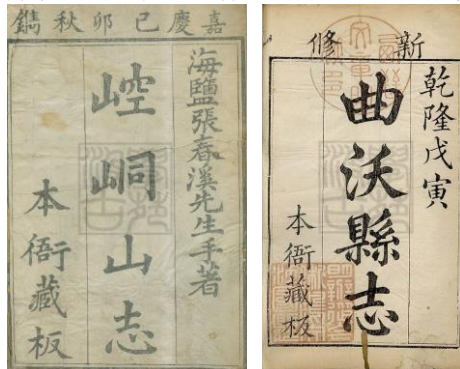 嘉慶己卯秋鐫
海鹽張春溪先生手著
崆峒山志
本衙藏板
新修
乾隆戊寅
曲沃縣志
本衙藏板